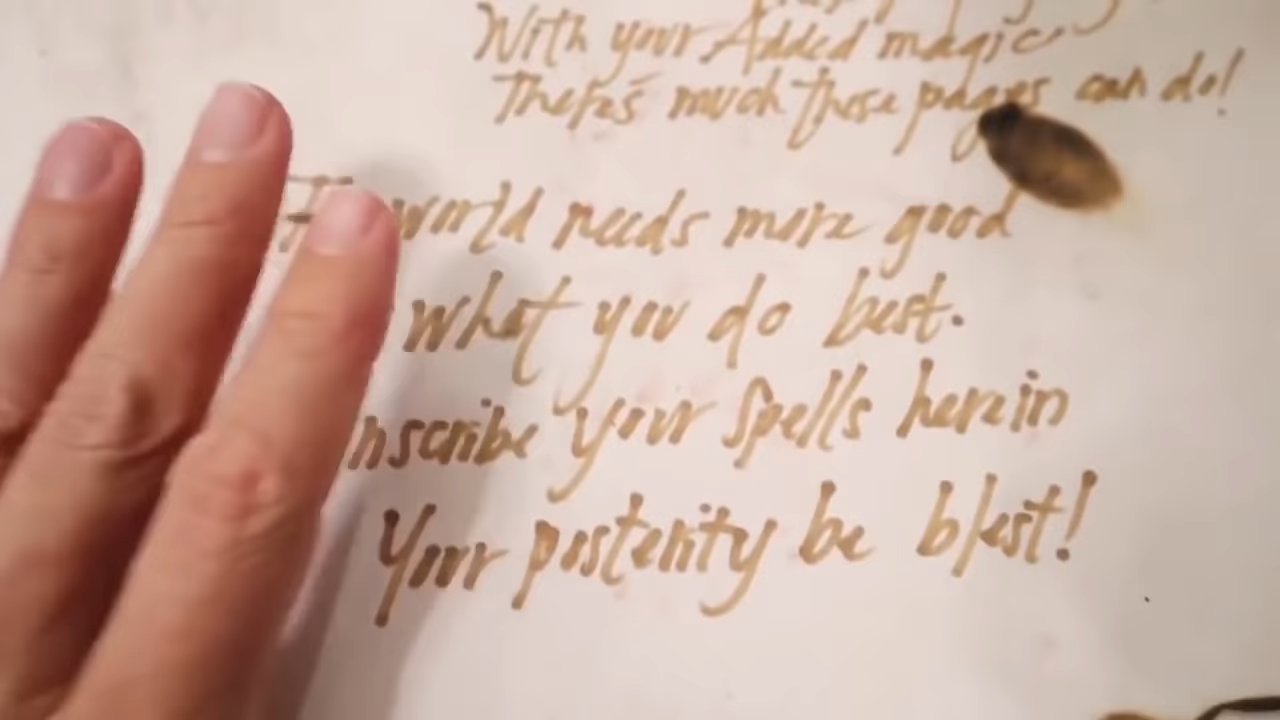 With your Added magic
There's much these pages can do!
world needs more good
what you do best.
nscribe your Spells herein
Your posterity be blest!